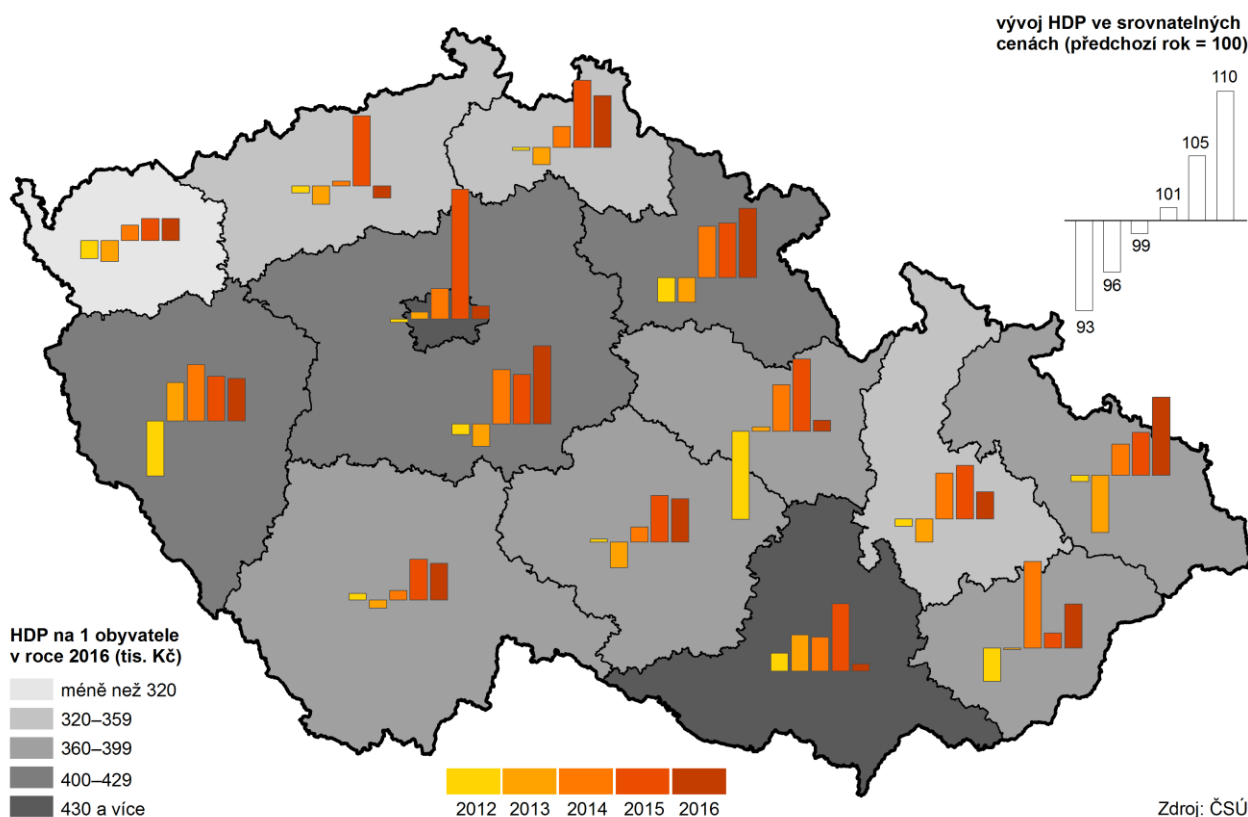 vývoj HDP ve srovnatelných
cenách (předchozí rok = 100)
110
105
101
99
96
93
HDP na 1 obyvatele
v roce 2016 (tis. Kč)
méně než 320
320–359
360–399
400–429
430 a více
2012 2013 2014 2015 2016
Zdroj: ČSÚ